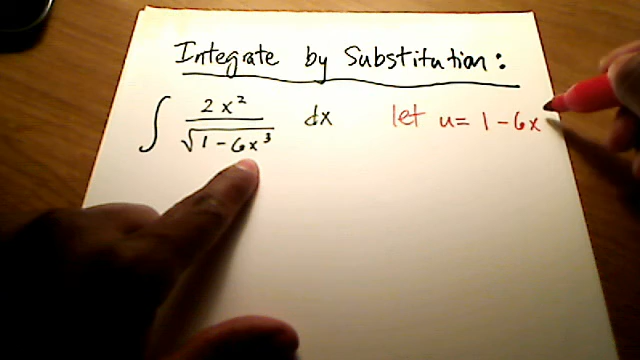 Integrate by Substitution:
∫ 2x² / √(1 - 6x³) dx let u = 1 - 6x